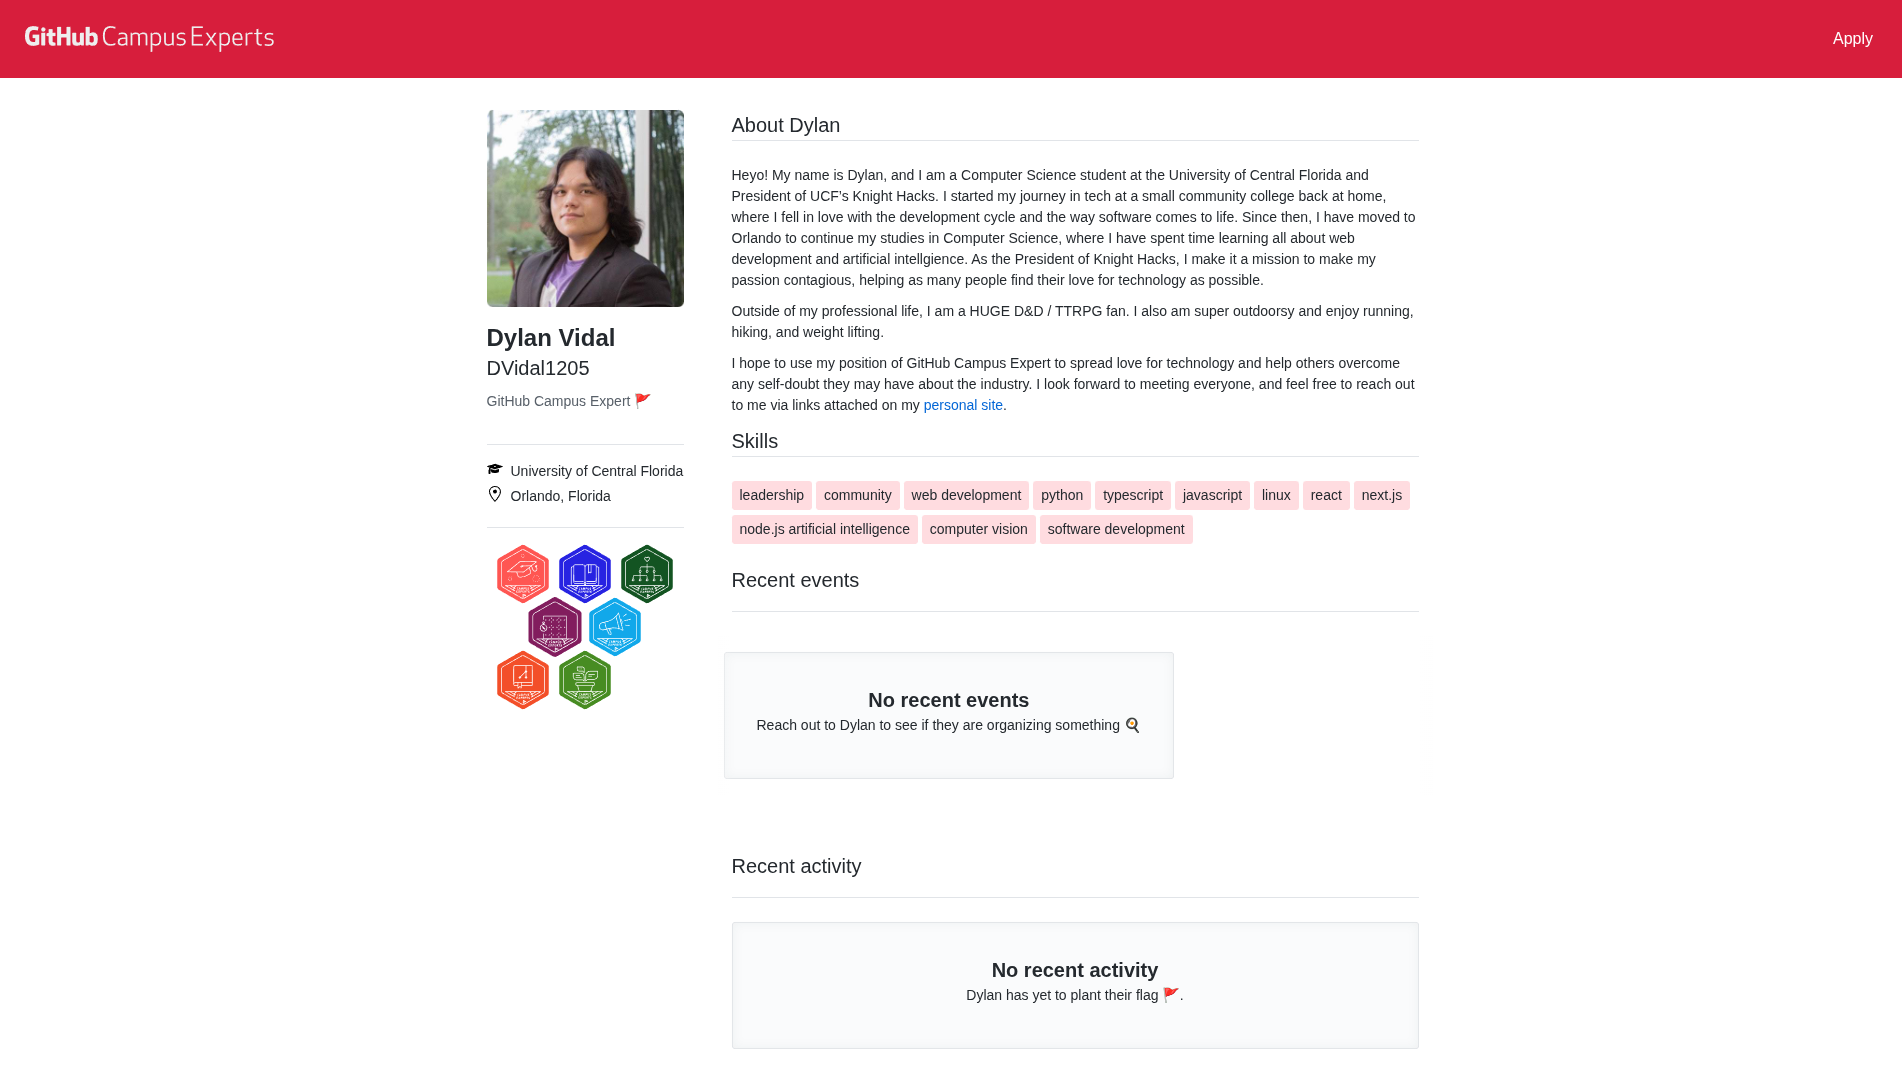 GitHub Campus Experts
Apply
Dylan Vidal
DVidal1205
GitHub Campus Expert 🚩
University of Central Florida
Orlando, Florida
About Dylan
Heyo! My name is Dylan, and I am a Computer Science student at the University of Central Florida and
President of UCF's Knight Hacks. I started my journey in tech at a small community college back at home,
where I fell in love with the development cycle and the way software comes to life. Since then, I have moved to
Orlando to continue my studies in Computer Science, where I have spent time learning all about web
development and artificial intellgience. As the President of Knight Hacks, I make it a mission to make my
passion contagious, helping as many people find their love for technology as possible.
Outside of my professional life, I am a HUGE D&D / TTRPG fan. I also am super outdoorsy and enjoy running,
hiking, and weight lifting.
I hope to use my position of GitHub Campus Expert to spread love for technology and help others overcome
any self-doubt they may have about the industry. I look forward to meeting everyone, and feel free to reach out
to me via links attached on my personal site.
Skills
leadership community web development python typescript javascript linux react next.js
node.js artificial intelligence computer vision software development
Recent events
No recent events
Reach out to Dylan to see if they are organizing something 🍳
Recent activity
No recent activity
Dylan has yet to plant their flag 🚩.